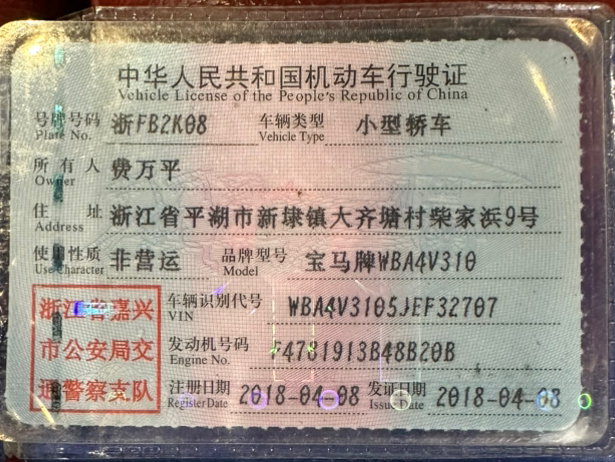 中华人民共和国机动车行驶证
Vehicle License of the People's Republic of China
号牌号码 浙FB2K08 车辆类型 小型轿车
Plate No. Vehicle Type
所有人 费万平
Owner
住址 浙江省平湖市新埭镇大齐塘村柴家浜9号
Address
使用性质 非营运 品牌型号 宝马牌WBA4V310
Use Character Model
浙江省嘉兴 车辆识别代号 WBA4V3105JEF32707
VIN
市公安局交 发动机号码 F4781913B48B20B
Engine No.
通警察支队 注册日期 2018-04-08 发证日期 2018-04-08
Register Date Issue Date